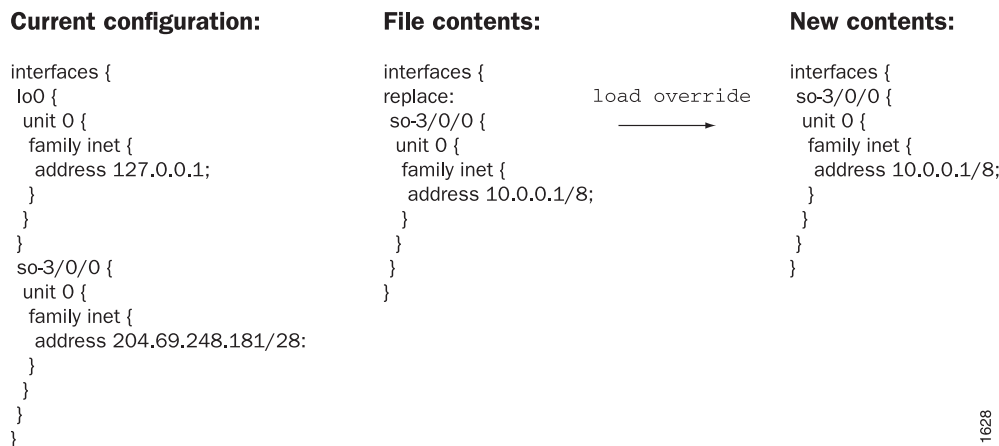 Current configuration:
interfaces {
lo0 {
unit 0 {
family inet {
address 127.0.0.1;
}
}
}
so-3/0/0 {
unit 0 {
family inet {
address 204.69.248.181/28:
}
}
}
}
File contents:
interfaces {
replace:
so-3/0/0 {
unit 0 {
family inet {
address 10.0.0.1/8;
}
}
}
}
load override
New contents:
interfaces {
so-3/0/0 {
unit 0 {
family inet {
address 10.0.0.1/8;
}
}
}
}
1628